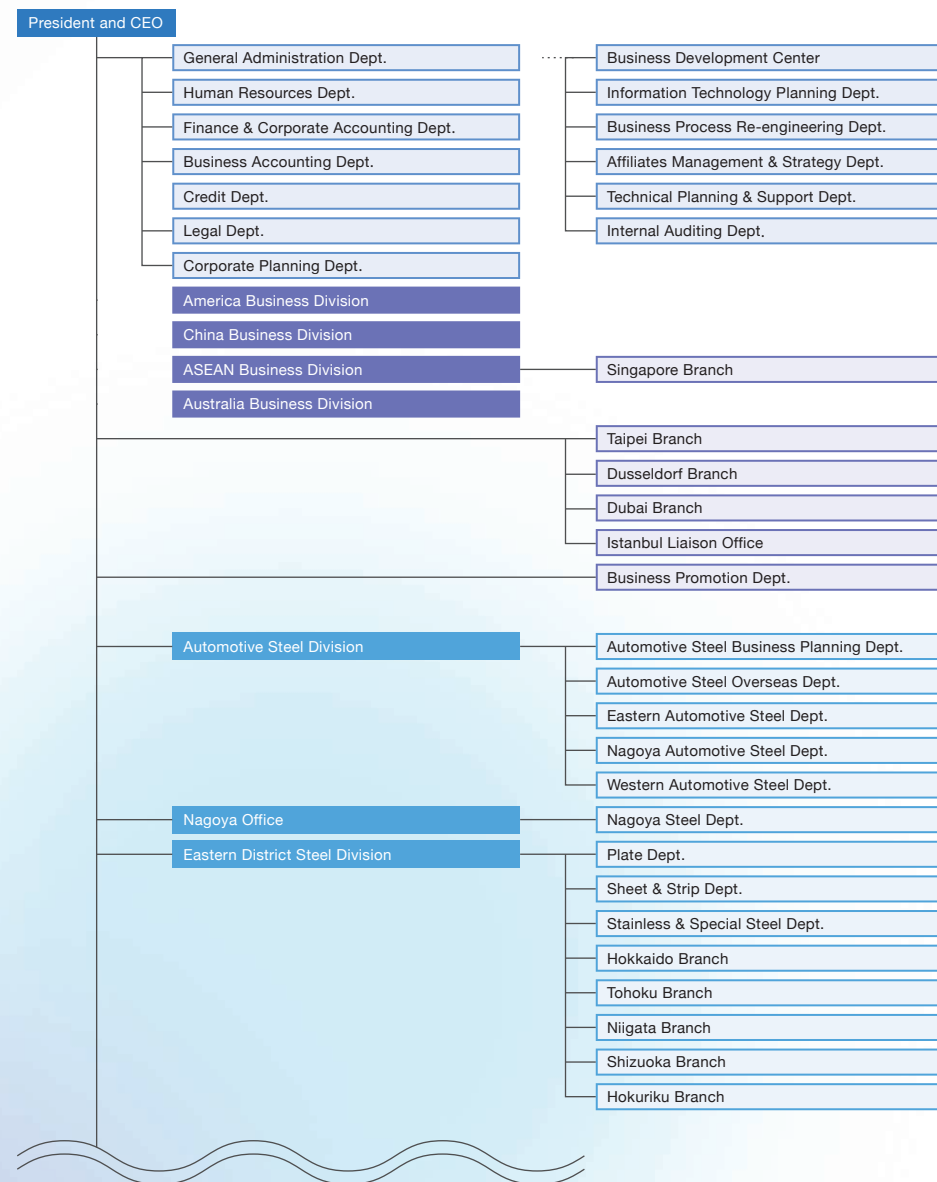 President and CEO
General Administration Dept.
Human Resources Dept.
Finance & Corporate Accounting Dept.
Business Accounting Dept.
Credit Dept.
Legal Dept.
Corporate Planning Dept.
Business Development Center
Information Technology Planning Dept.
Business Process Re-engineering Dept.
Affiliates Management & Strategy Dept.
Technical Planning & Support Dept.
Internal Auditing Dept.
America Business Division
China Business Division
ASEAN Business Division
Singapore Branch
Australia Business Division
Taipei Branch
Dusseldorf Branch
Dubai Branch
Istanbul Liaison Office
Business Promotion Dept.
Automotive Steel Division
Automotive Steel Business Planning Dept.
Automotive Steel Overseas Dept.
Eastern Automotive Steel Dept.
Nagoya Automotive Steel Dept.
Western Automotive Steel Dept.
Nagoya Office
Nagoya Steel Dept.
Eastern District Steel Division
Plate Dept.
Sheet & Strip Dept.
Stainless & Special Steel Dept.
Hokkaido Branch
Tohoku Branch
Niigata Branch
Shizuoka Branch
Hokuriku Branch